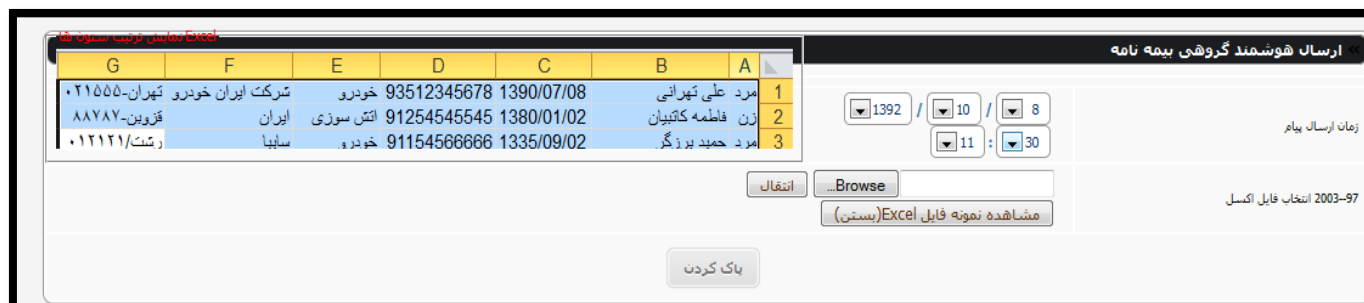 نمایش ترتیب ستون ها Excel
» ارسال هوشمند گروهی بیمه نامه
A B C D E F G
1 مرد علی تهرانی 1390/07/08 93512345678 خودرو شرکت ایران خودرو تهران-۰۲۱۵۵۵
2 زن فاطمه کاتبیان 1380/01/02 91254545545 اتش سوزی ایران قزوین-۸۸۷۸۷
3 مرد حمید برزگر 1335/09/02 91154566666 خودرو سایپا رشت/۰۱۲۱۲۱
زمان ارسال پیام
8 / 10 / 1392
30 : 11
97--2003 انتخاب فایل اکسل
Browse... انتقال
مشاهده نمونه فایل Excel(بستن)
پاک کردن